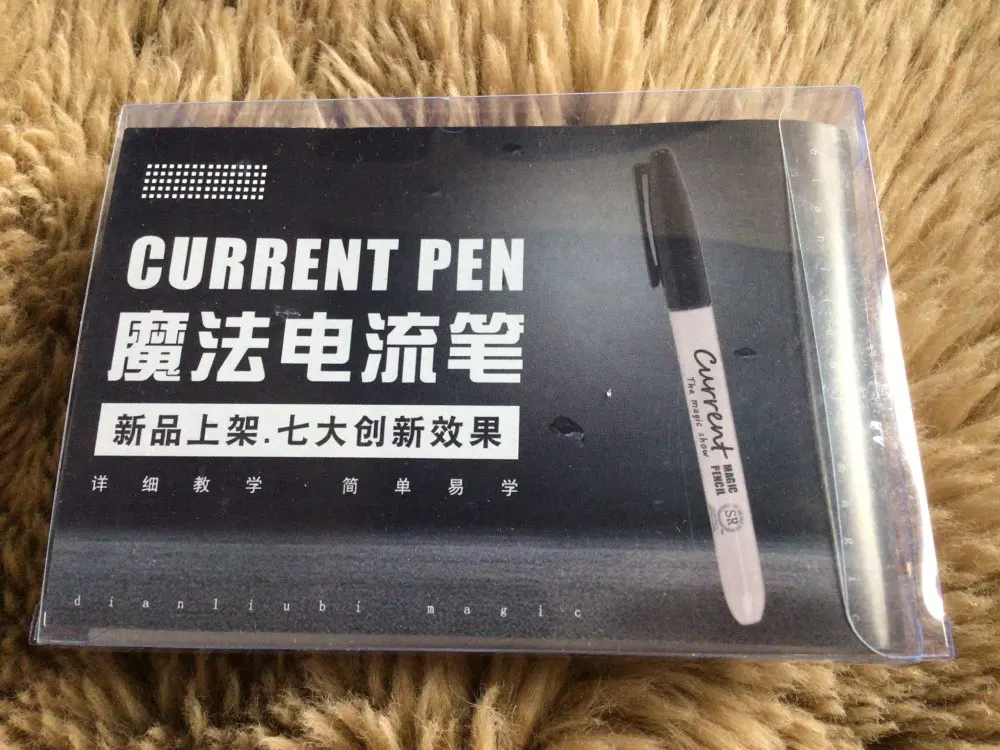 CURRENT PEN
魔法电流笔
新品上架.七大创新效果
详细教学·简单易学
dianliubi magic
Current
The magic show
MAGIC
PENCIL
SR